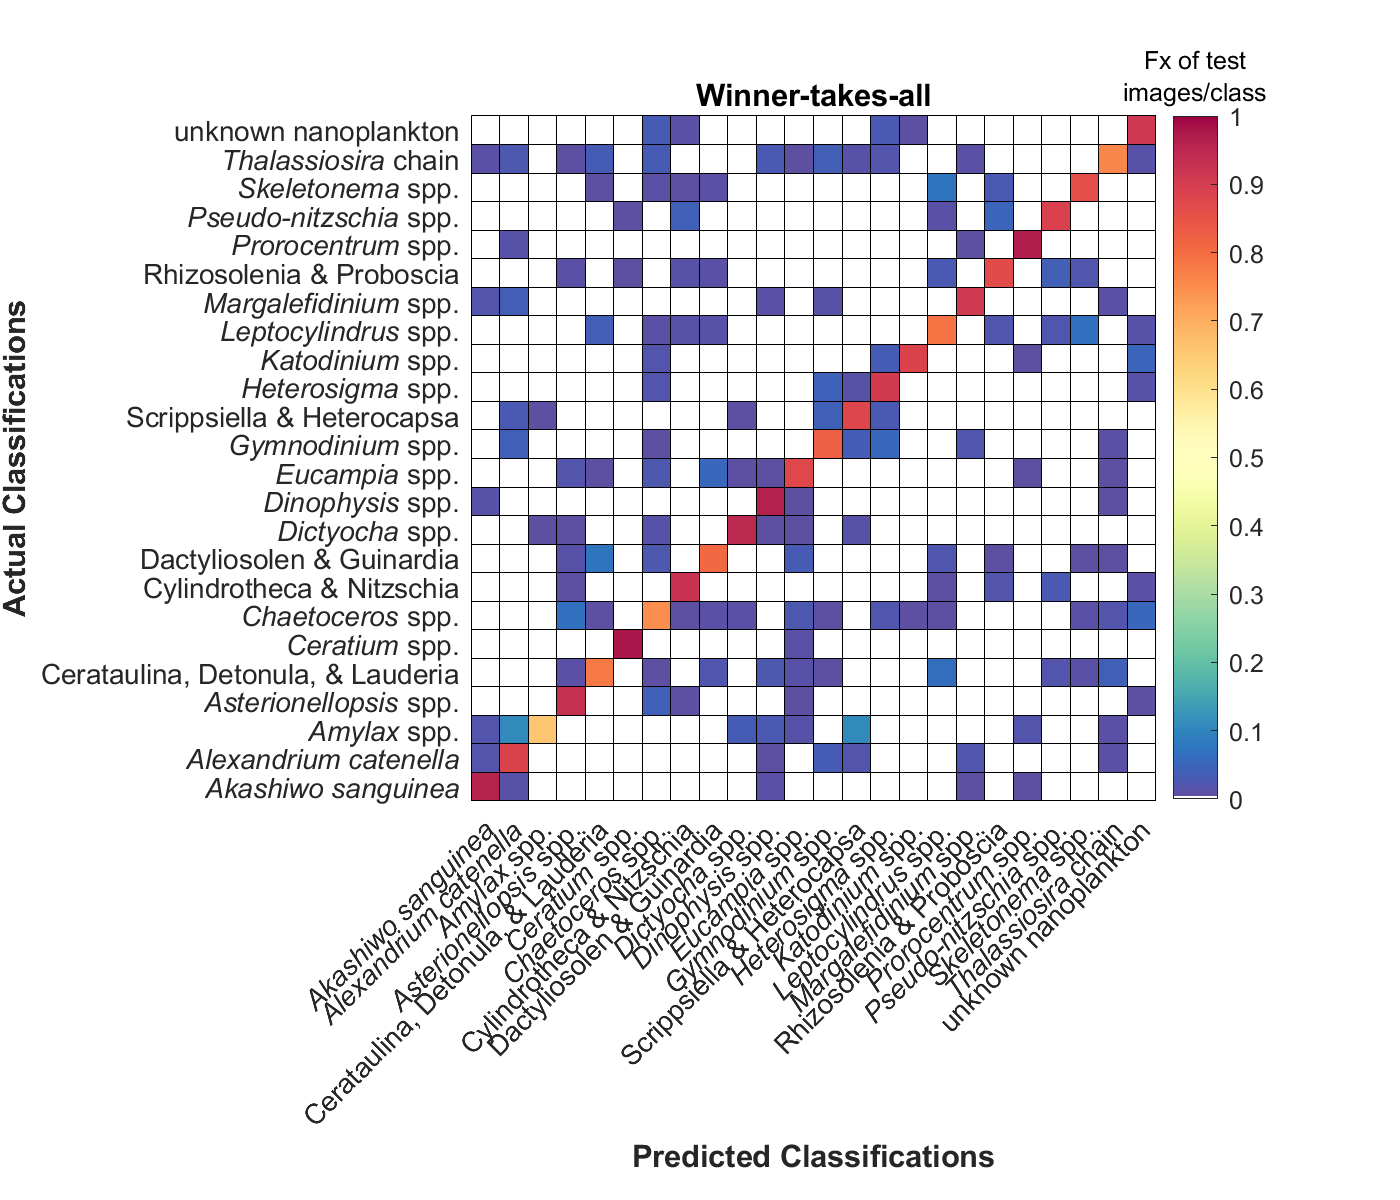 Fx of test
images/class
Winner-takes-all
unknown nanoplankton
Thalassiosira chain
Skeletonema spp.
Pseudo-nitzschia spp.
Prorocentrum spp.
Rhizosolenia & Proboscia
Margalefidinium spp.
Leptocylindrus spp.
Katodinium spp.
Heterosigma spp.
Scrippsiella & Heterocapsa
Gymnodinium spp.
Eucampia spp.
Dinophysis spp.
Dictyocha spp.
Dactyliosolen & Guinardia
Cylindrotheca & Nitzschia
Chaetoceros spp.
Ceratium spp.
Cerataulina, Detonula, & Lauderia
Asterionellopsis spp.
Amylax spp.
Alexandrium catenella
Akashiwo sanguinea
Actual Classifications
1
0.9
0.8
0.7
0.6
0.5
0.4
0.3
0.2
0.1
0
Akashiwo sanguinea
Alexandrium catenella
Amylax spp.
Asterionellopsis spp.
Cerataulina, Detonula, & Lauderia
Ceratium spp.
Chaetoceros spp.
Cylindrotheca & Nitzschia
Dactyliosolen & Guinardia
Dictyocha spp.
Dinophysis spp.
Eucampia spp.
Gymnodinium spp.
Scrippsiella & Heterocapsa
Heterosigma spp.
Katodinium spp.
Leptocylindrus spp.
Margalefidinium spp.
Rhizosolenia & Proboscia
Prorocentrum spp.
Pseudo-nitzschia spp.
Skeletonema spp.
Thalassiosira chain
unknown nanoplankton
Predicted Classifications